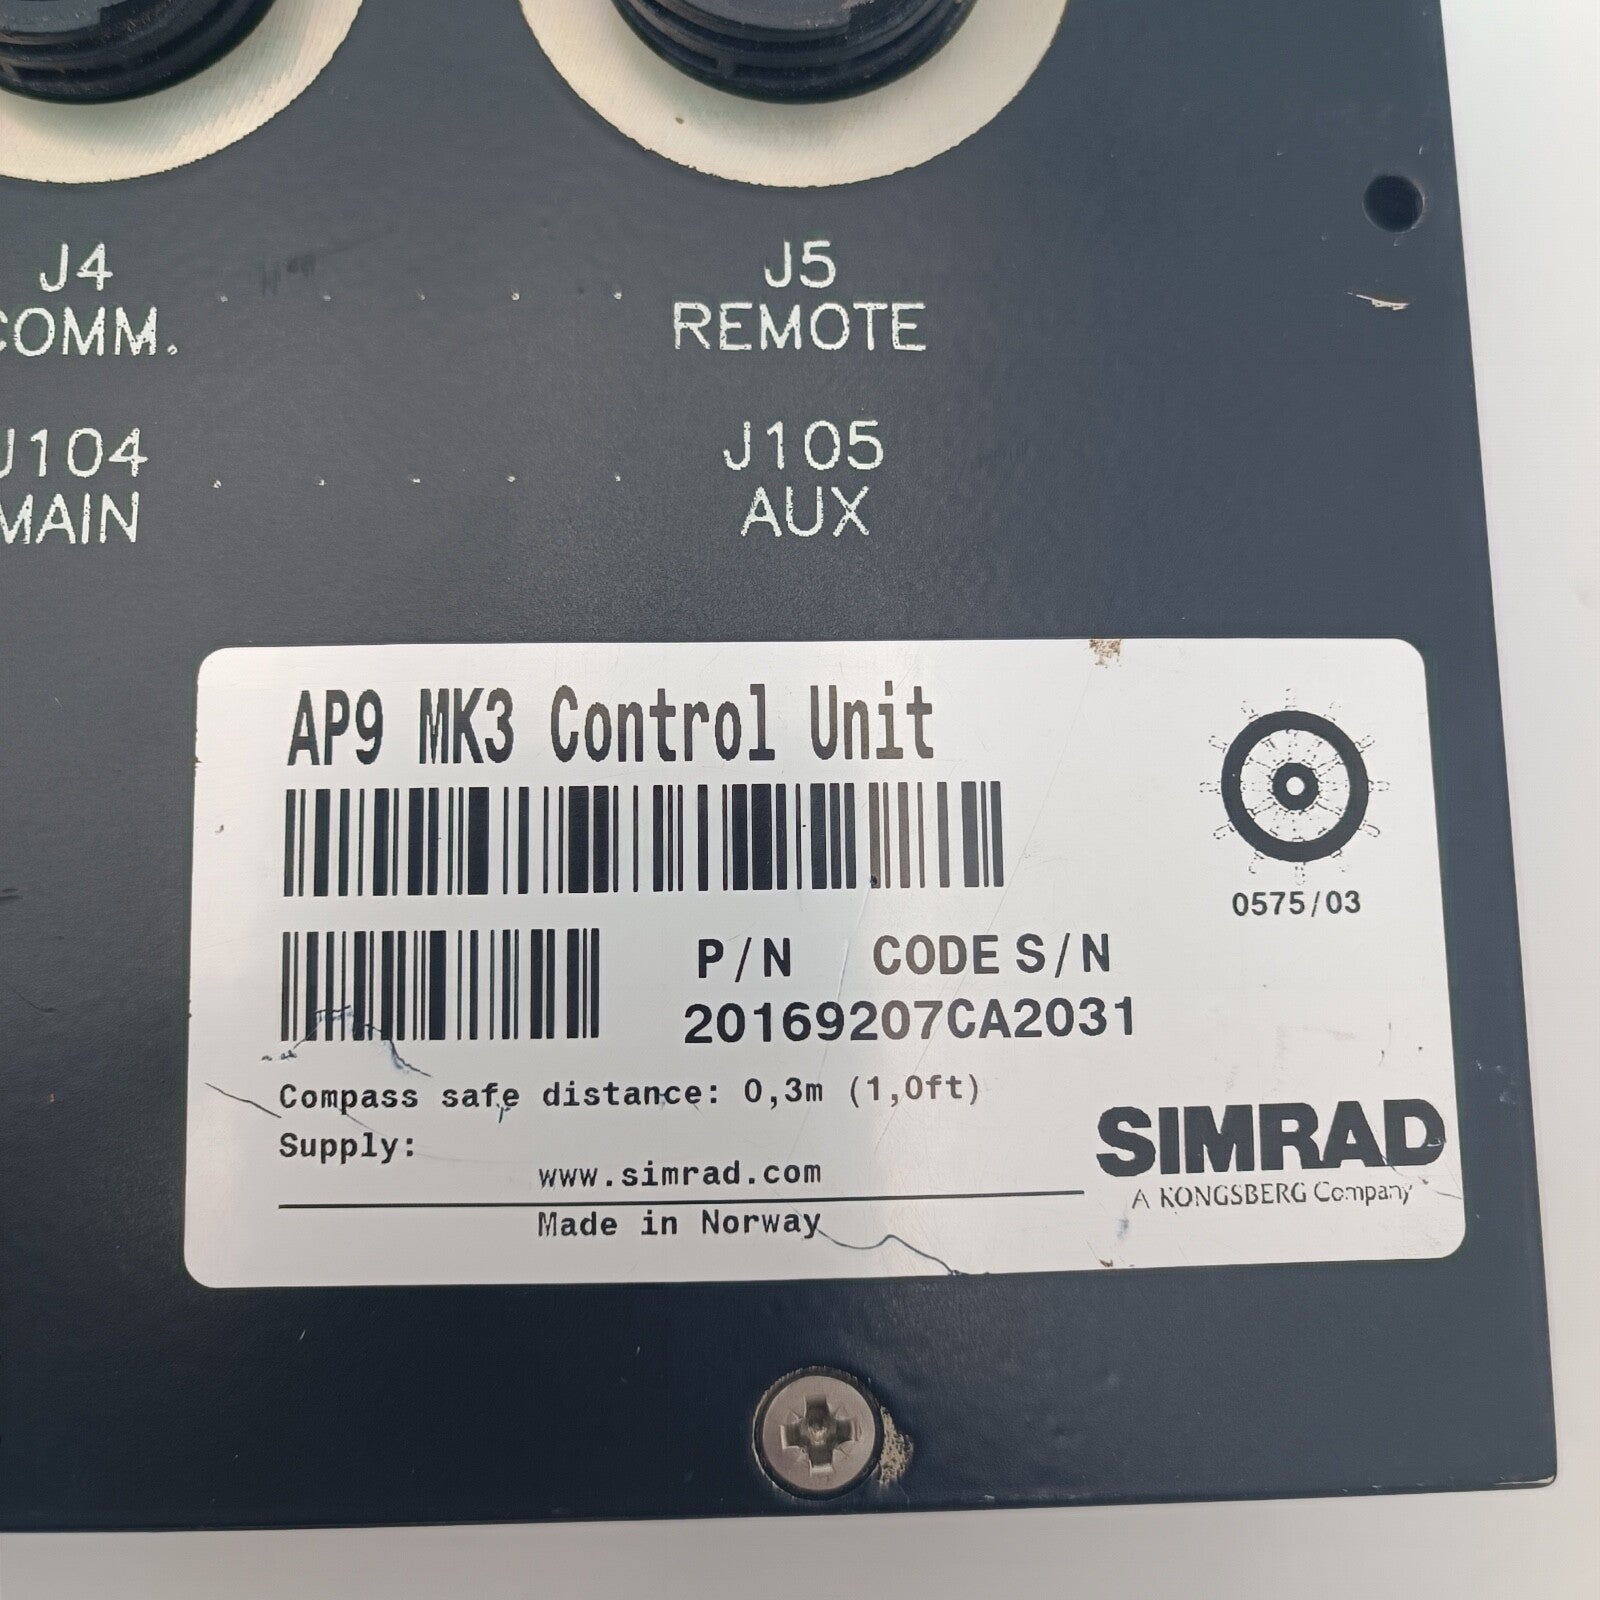 J4
COMM.
J5
REMOTE
J104
MAIN
J105
AUX
AP9 MK3 Control Unit
0575/03
P/N CODE S/N
20169207CA2031
Compass safe distance: 0,3m (1,0ft)
Supply:
www.simrad.com
Made in Norway
SIMRAD
A KONGSBERG Company